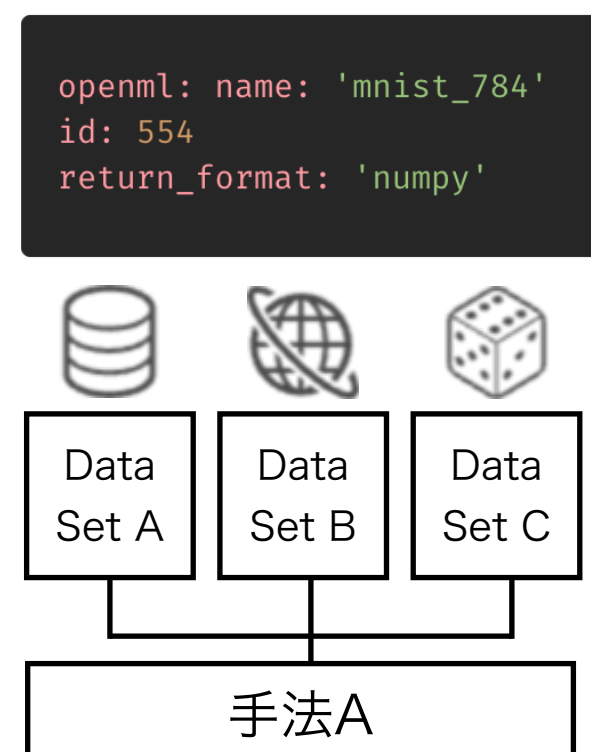 openml: name: 'mnist_784'
id: 554
return_format: 'numpy'
Data
Set A
Data
Set B
Data
Set C
手法A